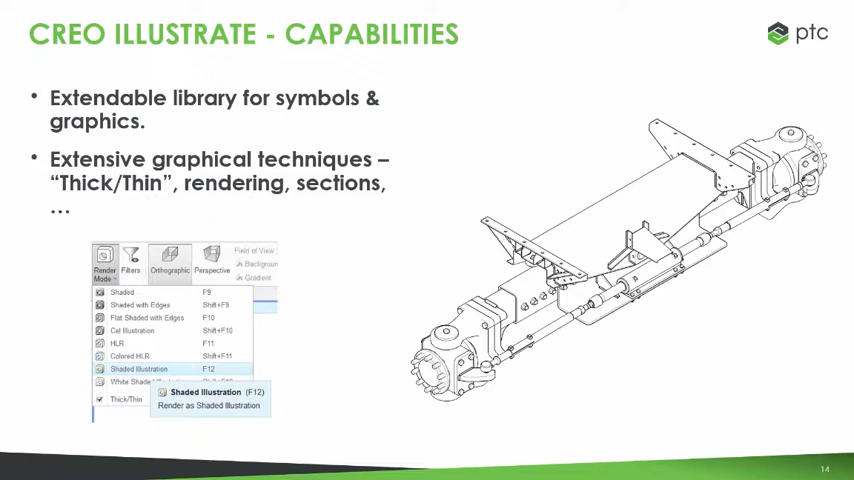 CREO ILLUSTRATE - CAPABILITIES
ptc
• Extendable library for symbols &
graphics.
• Extensive graphical techniques –
“Thick/Thin”, rendering, sections,
…
Render
Mode
Filters
Orthographic
Perspective
Field of View
Background
Gradient
Shaded F9
Shaded with Edges Shift+F9
Flat Shaded with Edges F10
Cel Illustration Shift+F10
HLR F11
Colored HLR Shift+F11
Shaded Illustration F12
White Shaded
Thick/Thin
Shaded Illustration (F12)
Render as Shaded Illustration
14